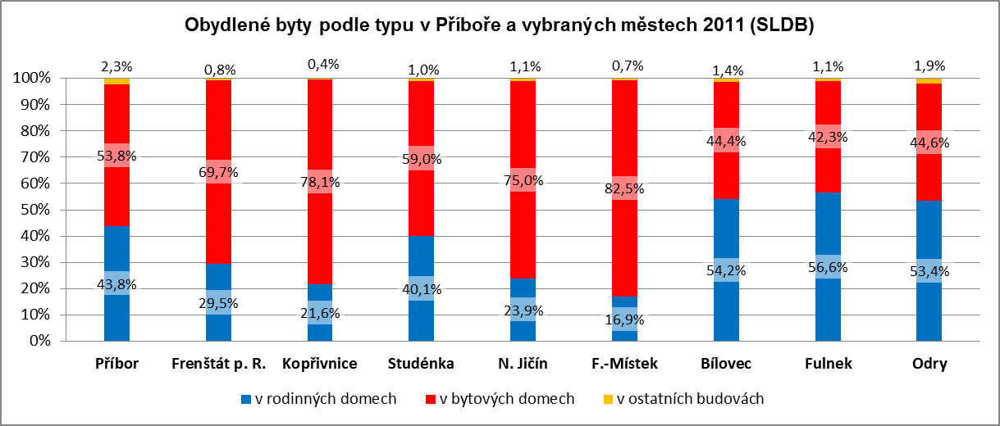 Obydlené byty podle typu v Příboře a vybraných městech 2011 (SLDB)
2,3% 0,8% 0,4% 1,0% 1,1% 0,7% 1,4% 1,1% 1,9%
100%
90%
80%
70%
60%
50%
40%
30%
20%
10%
0%
53,8% 69,7% 78,1% 59,0% 75,0% 82,5% 44,4% 42,3% 44,6%
43,8% 29,5% 21,6% 40,1% 23,9% 16,9% 54,2% 56,6% 53,4%
Příbor Frenštát p. R. Kopřivnice Studénka N. Jičín F.-Místek Bílovec Fulnek Odry
v rodinných domech v bytových domech v ostatních budovách